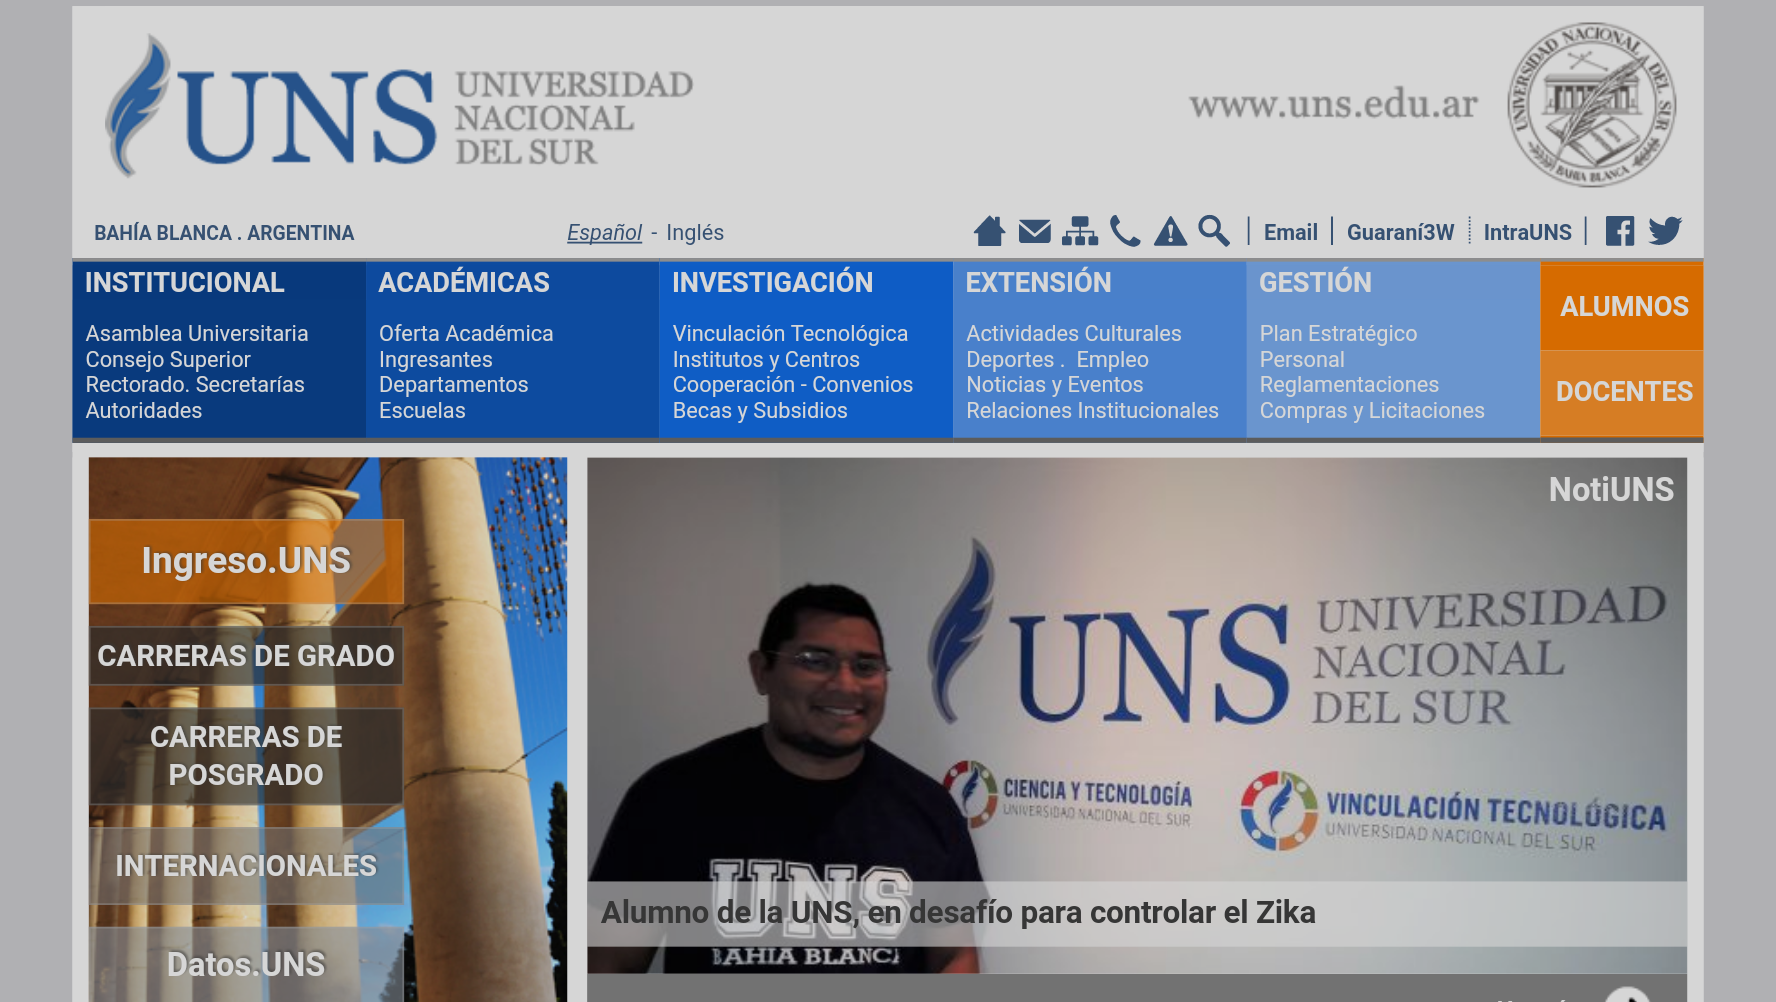 UNS
UNIVERSIDAD
NACIONAL
DEL SUR
www.uns.edu.ar
UNIVERSIDAD NACIONAL DEL SUR
BAHIA BLANCA
BAHÍA BLANCA . ARGENTINA
Español - Inglés
Email
Guaraní3W
IntraUNS
INSTITUCIONAL
Asamblea Universitaria
Consejo Superior
Rectorado. Secretarías
Autoridades
ACADÉMICAS
Oferta Académica
Ingresantes
Departamentos
Escuelas
INVESTIGACIÓN
Vinculación Tecnológica
Institutos y Centros
Cooperación - Convenios
Becas y Subsidios
EXTENSIÓN
Actividades Culturales
Deportes . Empleo
Noticias y Eventos
Relaciones Institucionales
GESTIÓN
Plan Estratégico
Personal
Reglamentaciones
Compras y Licitaciones
ALUMNOS
DOCENTES
Ingreso.UNS
CARRERAS DE GRADO
CARRERAS DE
POSGRADO
INTERNACIONALES
Datos.UNS
NotiUNS
UNS
UNIVERSIDAD
NACIONAL
DEL SUR
CIENCIA Y TECNOLOGÍA
UNIVERSIDAD NACIONAL DEL SUR
VINCULACIÓN TECNOLÓGICA
UNIVERSIDAD NACIONAL DEL SUR
UNS
Alumno de la UNS, en desafío para controlar el Zika
BAHIA BLANCA